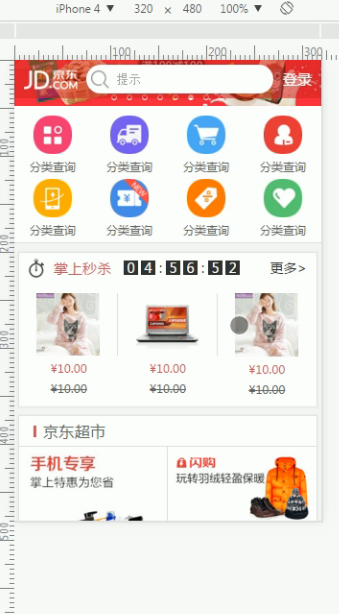 iPhone 4 ▼ 320 × 480 100% ▼
100 200 300
100
200
300
400
500
JD 京东 .COM 提示 登录
分类查询 分类查询 分类查询 分类查询
NEW
分类查询 分类查询 分类查询 分类查询
掌上秒杀 04:56:52 更多>
¥10.00 ¥10.00 ¥10.00
¥10.00 ¥10.00 ¥10.00
京东超市
手机专享
掌上特惠为您省
闪购
玩转羽绒轻盈保暖